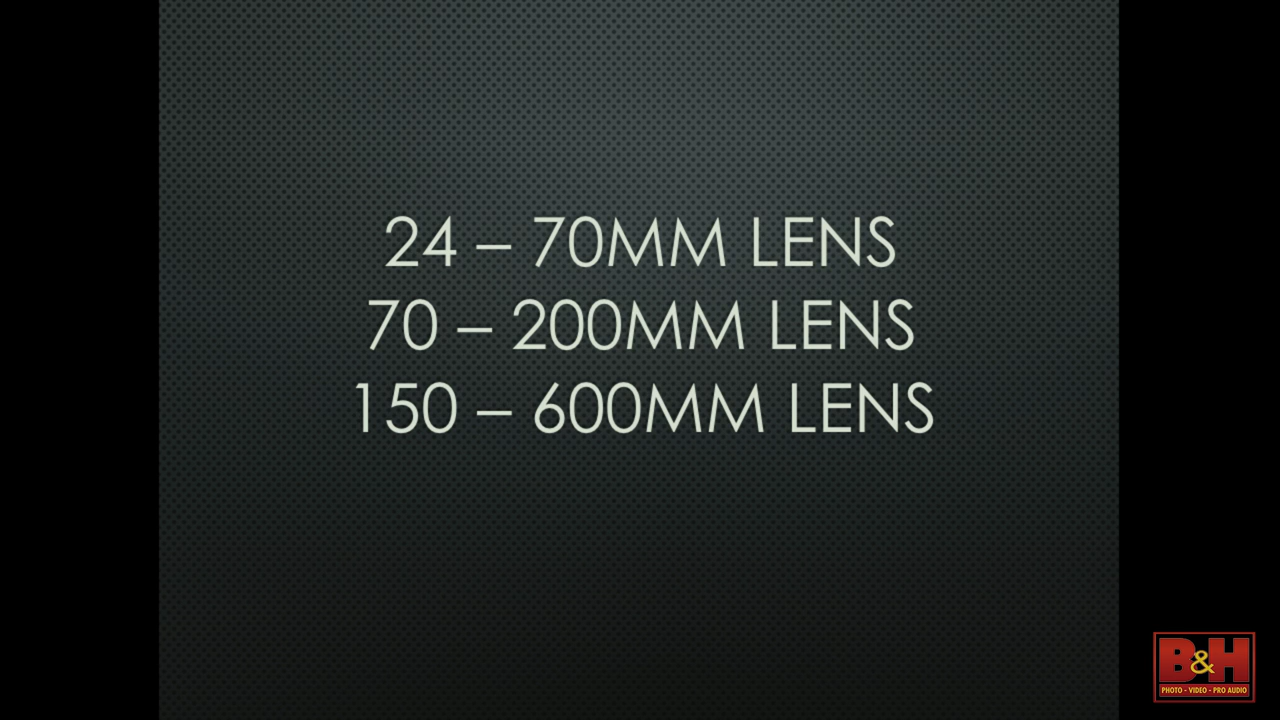 24 – 70MM LENS
70 – 200MM LENS
150 – 600MM LENS
B&H
PHOTO - VIDEO - PRO AUDIO